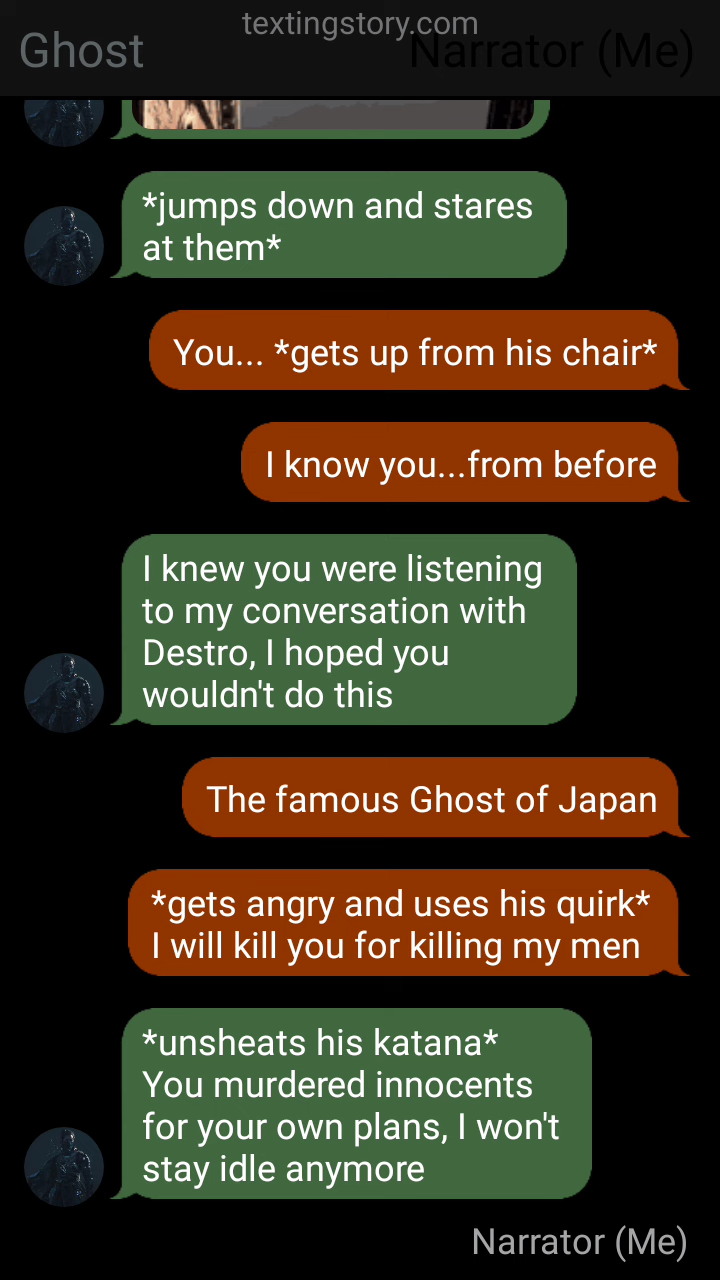 textingstory.com
Ghost
Narrator (Me)
*jumps down and stares
at them*
You... *gets up from his chair*
I know you...from before
I knew you were listening
to my conversation with
Destro, I hoped you
wouldn't do this
The famous Ghost of Japan
*gets angry and uses his quirk*
I will kill you for killing my men
*unsheats his katana*
You murdered innocents
for your own plans, I won't
stay idle anymore
Narrator (Me)